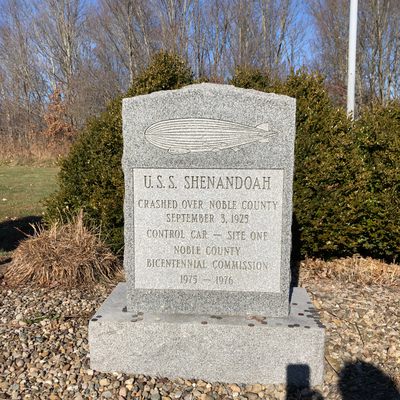 U.S.S. SHENANDOAH
CRASHED OVER NOBLE COUNTY
SEPTEMBER 3, 1925
CONTROL CAR — SITE ONE
NOBLE COUNTY
BICENTENNIAL COMMISSION
1975 — 1976